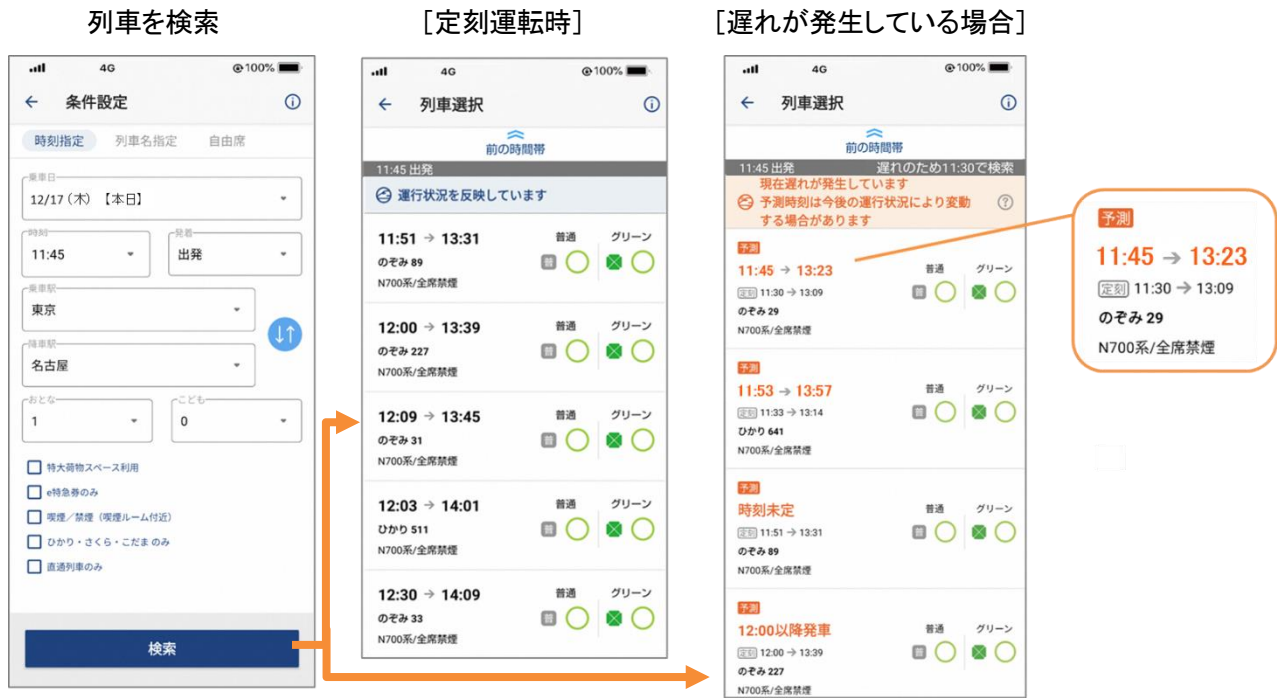 列車を検索
[定刻運転時]
[遅れが発生している場合]
4G
100%
条件設定
時刻指定 列車名指定 自由席
乗車日
12/17 (木) 【本日】
時刻
11:45
発着
出発
乗車駅
東京
降車駅
名古屋
おとな
1
こども
0
特大荷物スペース利用
e特急券のみ
喫煙／禁煙（喫煙ルーム付近）
ひかり・さくら・こだまのみ
直通列車のみ
検索
4G
100%
列車選択
前の時間帯
11:45 出発
運行状況を反映しています
11:51 → 13:31 普通 グリーン
のぞみ 89
普
N700系/全席禁煙
12:00 → 13:39 普通 グリーン
のぞみ 227
普
N700系/全席禁煙
12:09 → 13:45 普通 グリーン
のぞみ 31
普
N700系/全席禁煙
12:03 → 14:01 普通 グリーン
ひかり 511
普
N700系/全席禁煙
12:30 → 14:09 普通 グリーン
のぞみ 33
普
N700系/全席禁煙
4G
100%
列車選択
前の時間帯
11:45 出発 遅れのため11:30で検索
現在遅れが発生しています
予測時刻は今後の運行状況により変動
する場合があります
予測
11:45 → 13:23 普通 グリーン
定刻 11:30 → 13:09
普
のぞみ 29
N700系/全席禁煙
予測
11:53 → 13:57 普通 グリーン
定刻 11:33 → 13:14
普
ひかり 641
N700系/全席禁煙
予測
時刻未定 普通 グリーン
定刻 11:51 → 13:31
普
のぞみ 89
N700系/全席禁煙
予測
12:00以降発車 普通 グリーン
定刻 12:00 → 13:39
普
のぞみ 227
N700系/全席禁煙
予測
11:45 → 13:23
定刻 11:30 → 13:09
のぞみ 29
N700系/全席禁煙